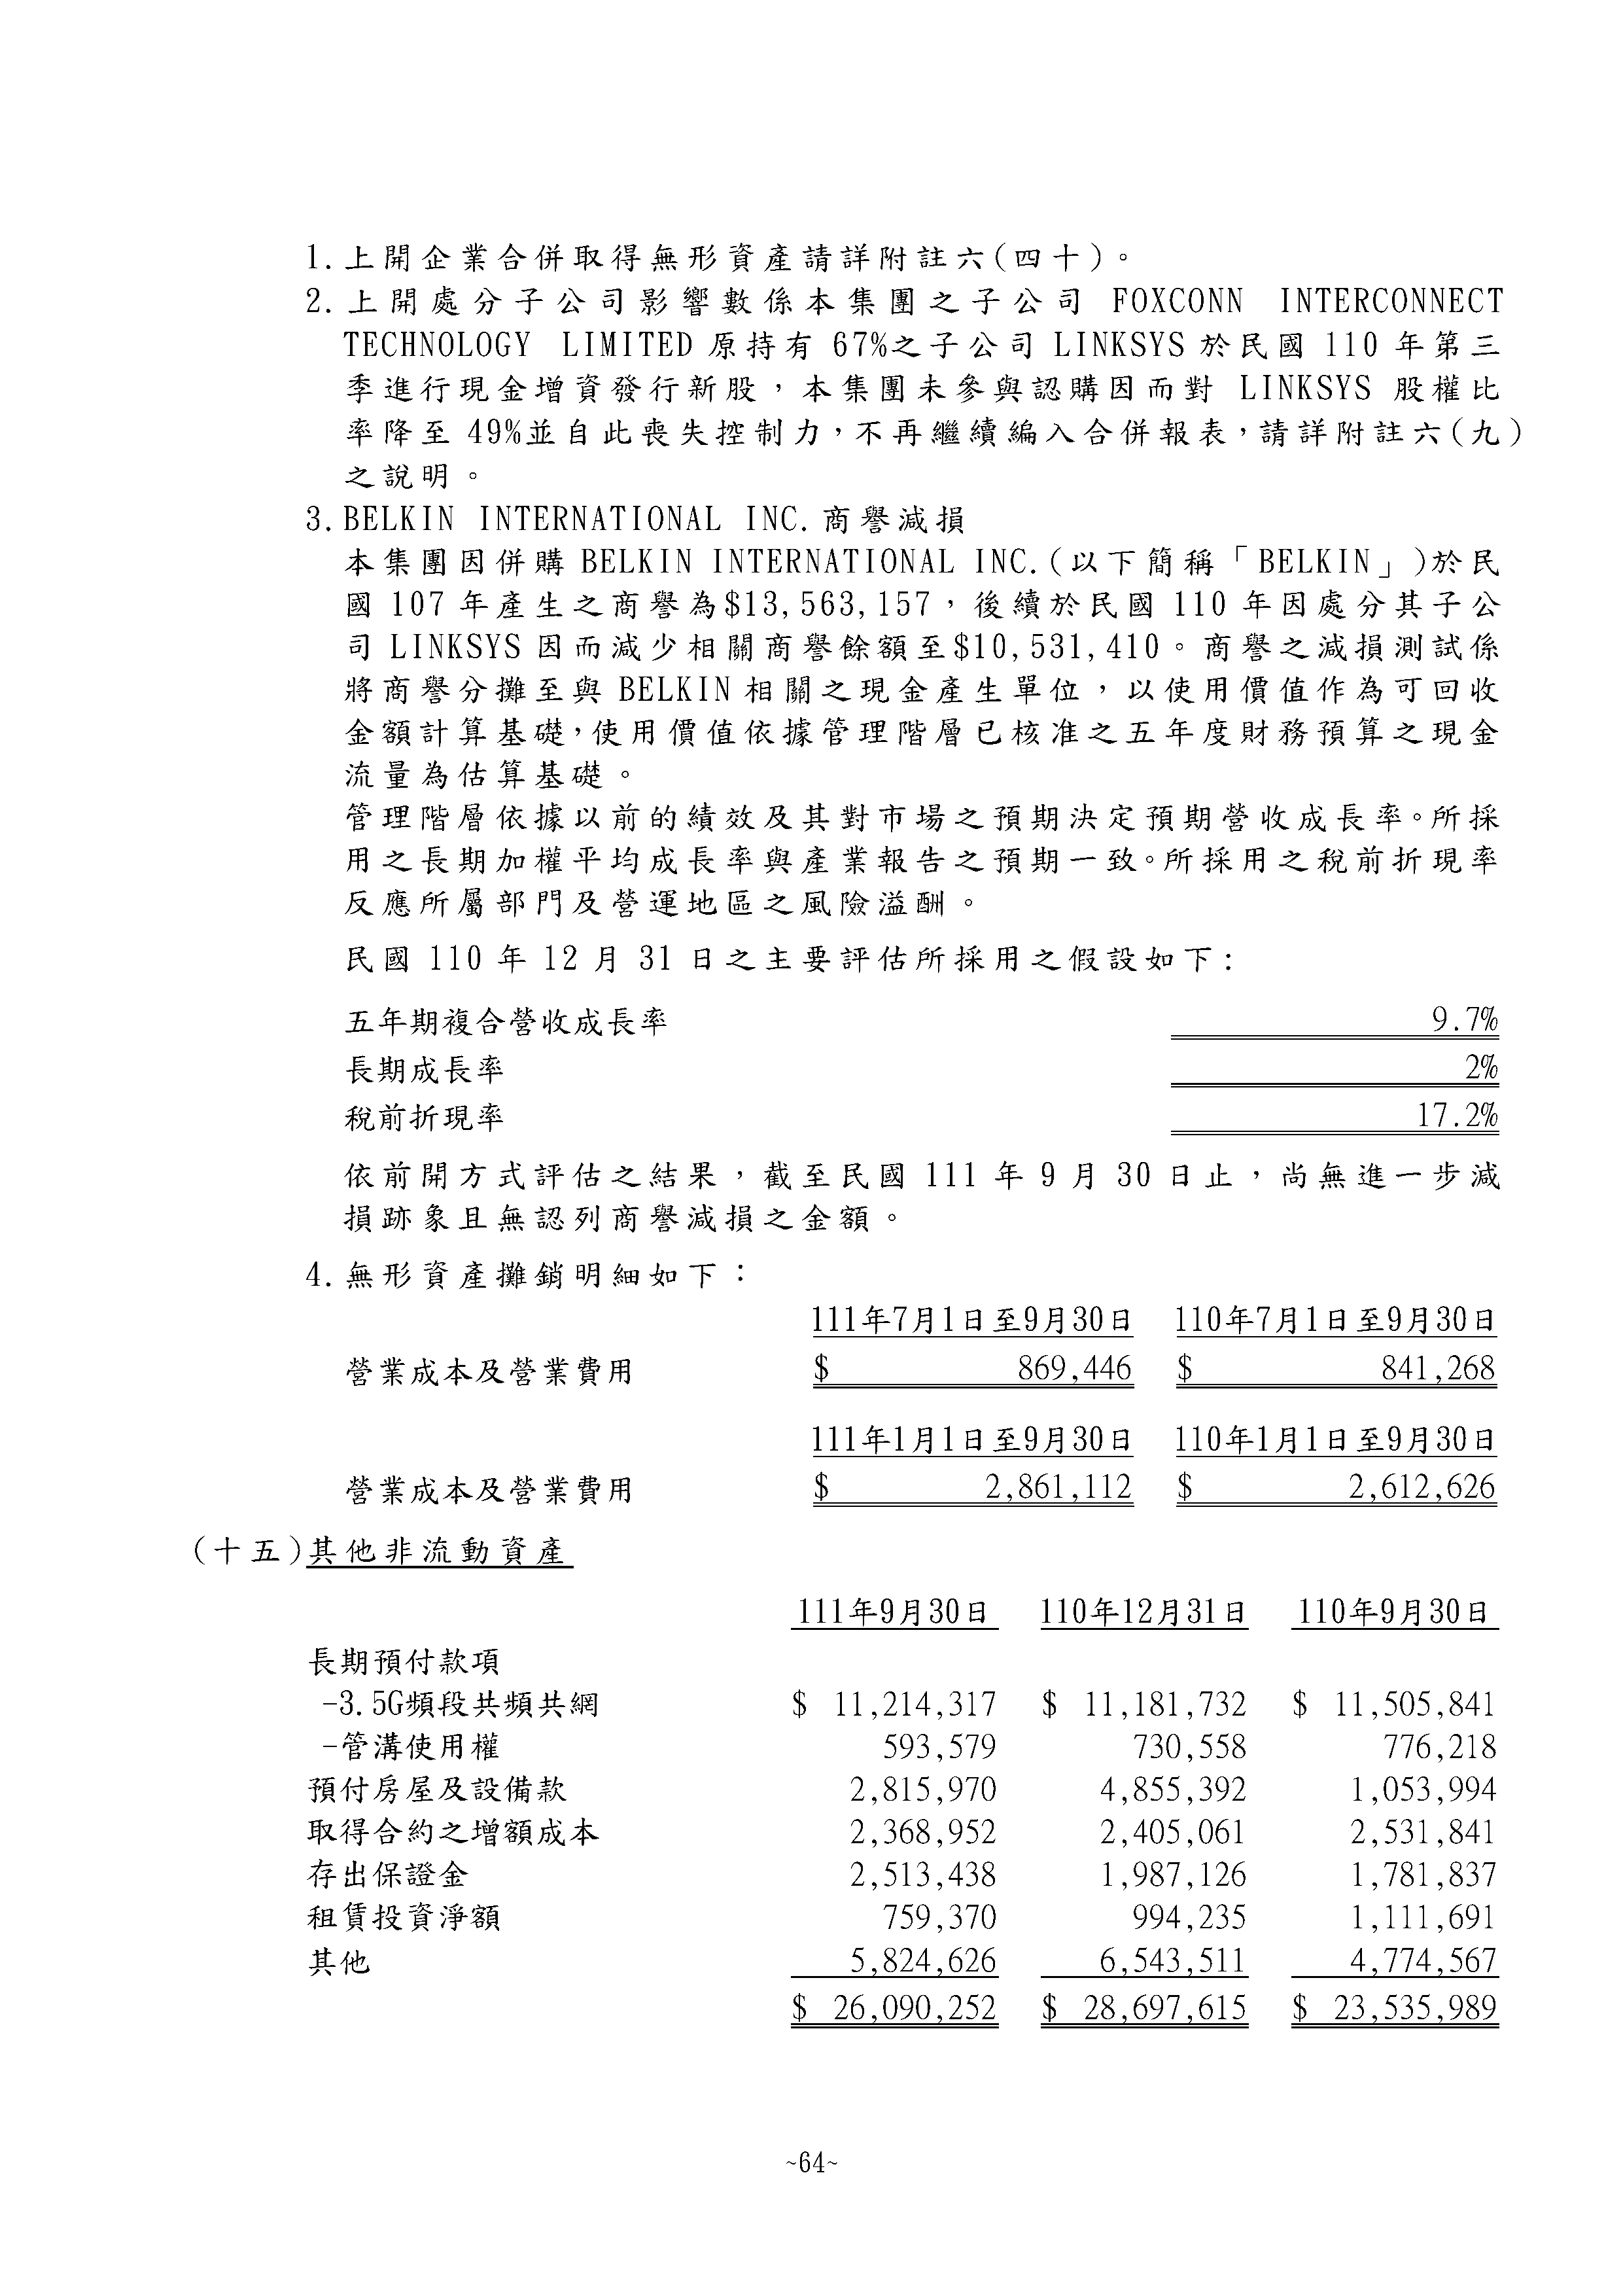 1.上開企業合併取得無形資產請詳附註六(四十)。
2.上開處分子公司影響數係本集團之子公司 FOXCONN INTERCONNECT
TECHNOLOGY LIMITED 原持有 67%之子公司 LINKSYS 於民國 110 年第三
季進行現金增資發行新股，本集團未參與認購因而對 LINKSYS 股權比
率降至 49%並自此喪失控制力，不再繼續編入合併報表，請詳附註六(九)
之說明。
3.BELKIN INTERNATIONAL INC.商譽減損
本集團因併購 BELKIN INTERNATIONAL INC.(以下簡稱「BELKIN」)於民
國 107 年產生之商譽為$13,563,157，後續於民國 110 年因處分其子公
司 LINKSYS 因而減少相關商譽餘額至$10,531,410。商譽之減損測試係
將商譽分攤至與 BELKIN 相關之現金產生單位，以使用價值作為可回收
金額計算基礎，使用價值依據管理階層已核准之五年度財務預算之現金
流量為估算基礎。
管理階層依據以前的績效及其對市場之預期決定預期營收成長率。所採
用之長期加權平均成長率與產業報告之預期一致。所採用之稅前折現率
反應所屬部門及營運地區之風險溢酬。
民國 110 年 12 月 31 日之主要評估所採用之假設如下:
五年期複合營收成長率 9.7%
長期成長率 2%
稅前折現率 17.2%
依前開方式評估之結果，截至民國 111 年 9 月 30 日止，尚無進一步減
損跡象且無認列商譽減損之金額。
4.無形資產攤銷明細如下：
111年7月1日至9月30日 110年7月1日至9月30日
營業成本及營業費用 $ 869,446 $ 841,268
111年1月1日至9月30日 110年1月1日至9月30日
營業成本及營業費用 $ 2,861,112 $ 2,612,626
(十五)其他非流動資產
111年9月30日 110年12月31日 110年9月30日
長期預付款項
-3.5G頻段共頻共網 $ 11,214,317 $ 11,181,732 $ 11,505,841
-管溝使用權 593,579 730,558 776,218
預付房屋及設備款 2,815,970 4,855,392 1,053,994
取得合約之增額成本 2,368,952 2,405,061 2,531,841
存出保證金 2,513,438 1,987,126 1,781,837
租賃投資淨額 759,370 994,235 1,111,691
其他 5,824,626 6,543,511 4,774,567
$ 26,090,252 $ 28,697,615 $ 23,535,989
~64~